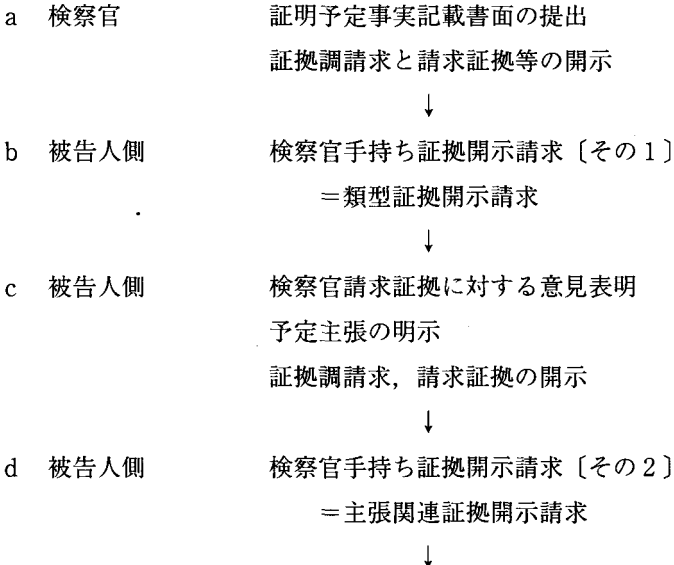 a 検察官 証明予定事実記載書面の提出
証拠調請求と請求証拠等の開示
↓
b 被告人側 検察官手持ち証拠開示請求〔その1〕
＝類型証拠開示請求
↓
c 被告人側 検察官請求証拠に対する意見表明
予定主張の明示
証拠調請求，請求証拠の開示
↓
d 被告人側 検察官手持ち証拠開示請求〔その2〕
＝主張関連証拠開示請求
↓